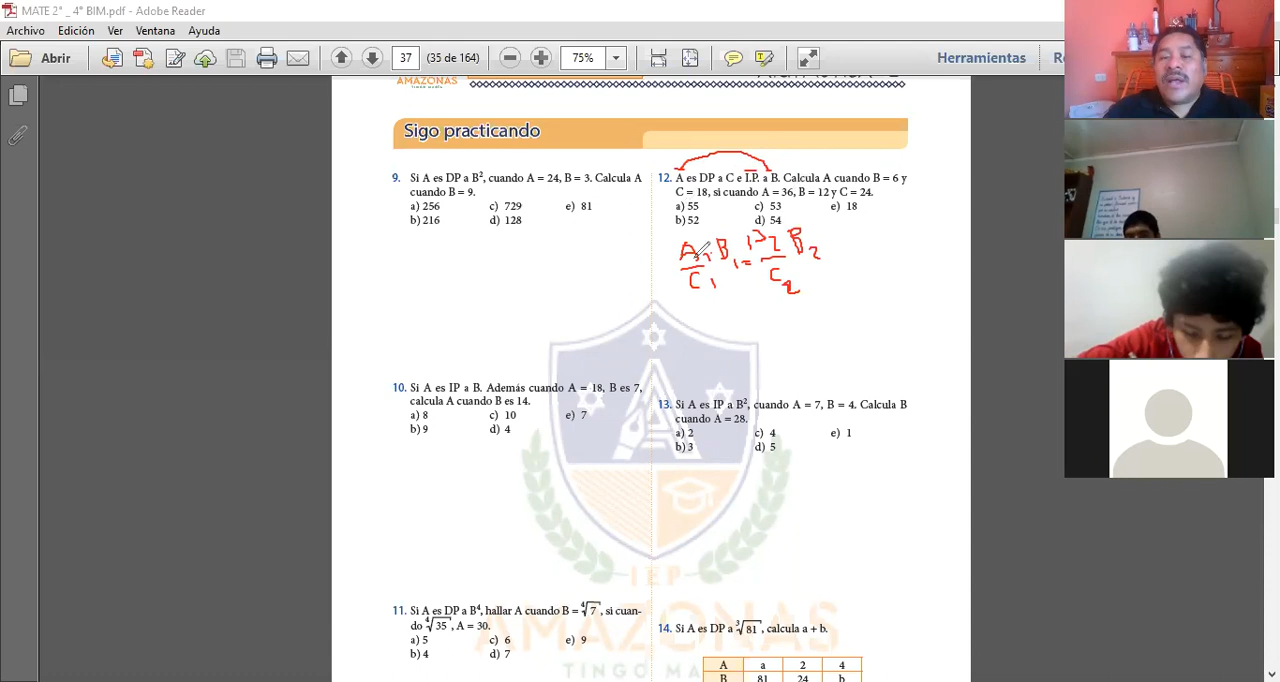 MATE 2° _ 4° BIM.pdf - Adobe Reader
Archivo Edición Ver Ventana Ayuda
Abrir 37 (35 de 164) 75% Herramientas
AMAZONAS
Sigo practicando
9. Si A es DP a B², cuando A = 24, B = 3. Calcula A
cuando B = 9.
a) 256 c) 729 e) 81
b) 216 d) 128
10. Si A es IP a B. Además cuando A = 18, B es 7,
calcula A cuando B es 14.
a) 8 c) 10 e) 7
b) 9 d) 4
11. Si A es DP a B⁴, hallar A cuando B = ⁴√7, si cuan-
do ⁴√35, A = 30.
a) 5 c) 6 e) 9
b) 4 d) 7
12. A es DP a C e I.P. a B. Calcula A cuando B = 6 y
C = 18, si cuando A = 36, B = 12 y C = 24.
a) 55 c) 53 e) 18
b) 52 d) 54
13. Si A es IP a B², cuando A = 7, B = 4. Calcula B
cuando A = 28.
a) 2 c) 4 e) 1
b) 3 d) 5
14. Si A es DP a ³√81, calcula a + b.
A a 2 4
B 81 24 b
IEP
AMAZONAS
TINGO MA